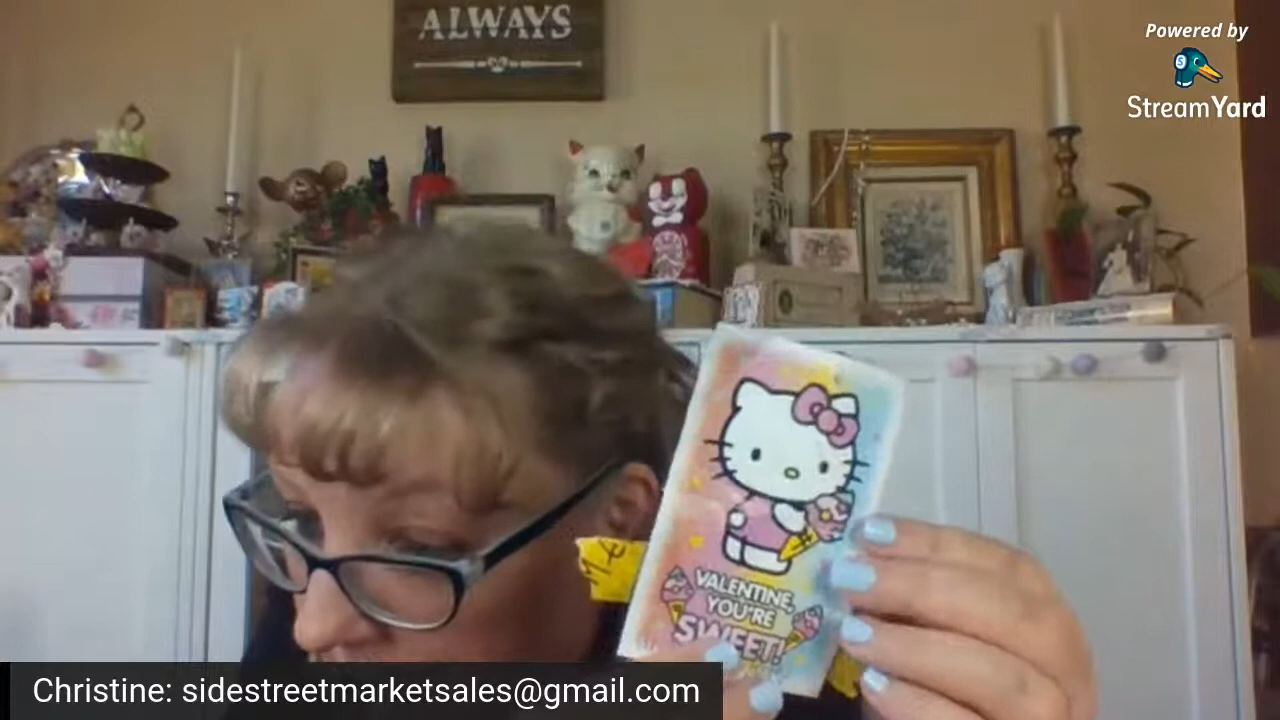 ALWAYS
Powered by
StreamYard
VALENTINE,
YOU'RE
SWEET!
Christine: sidestreetmarketsales@gmail.com